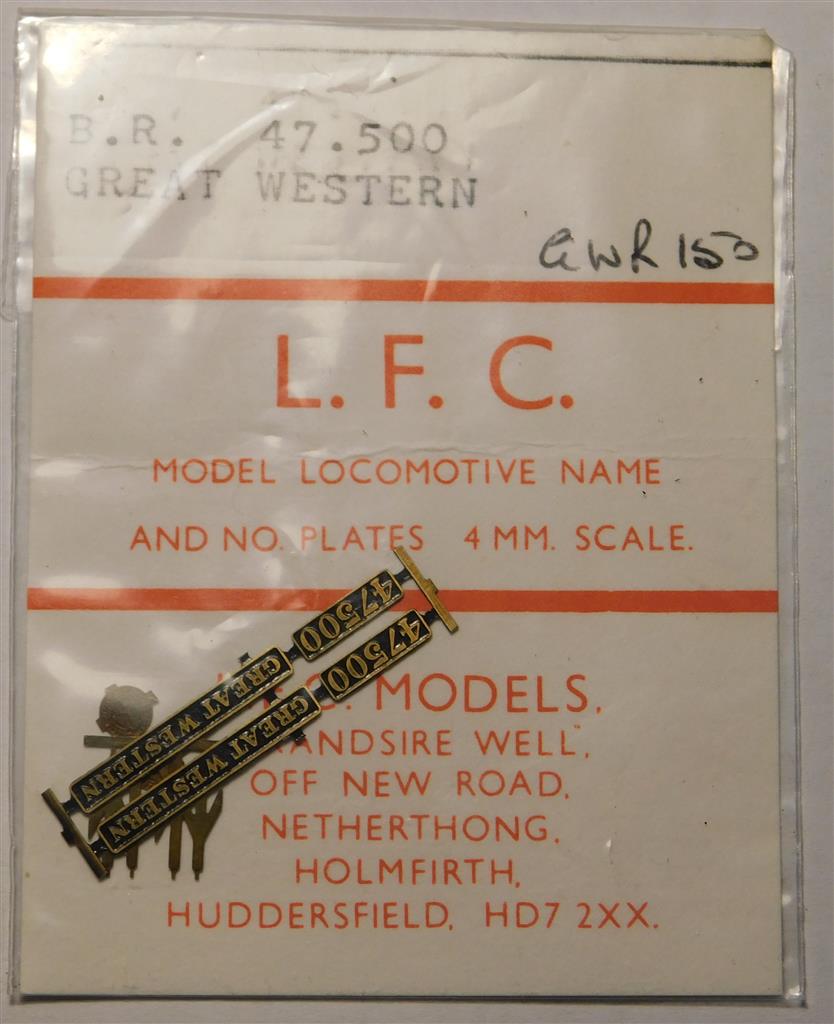 B.R. 47.500
GREAT WESTERN
GWR 150
L. F. C.
MODEL LOCOMOTIVE NAME
AND NO. PLATES 4 MM. SCALE.
47500
47500
GREAT WESTERN
GREAT WESTERN
MODELS,
WELL,
OFF NEW ROAD,
NETHERTHONG,
HOLMFIRTH,
HUDDERSFIELD, HD7 2XX.